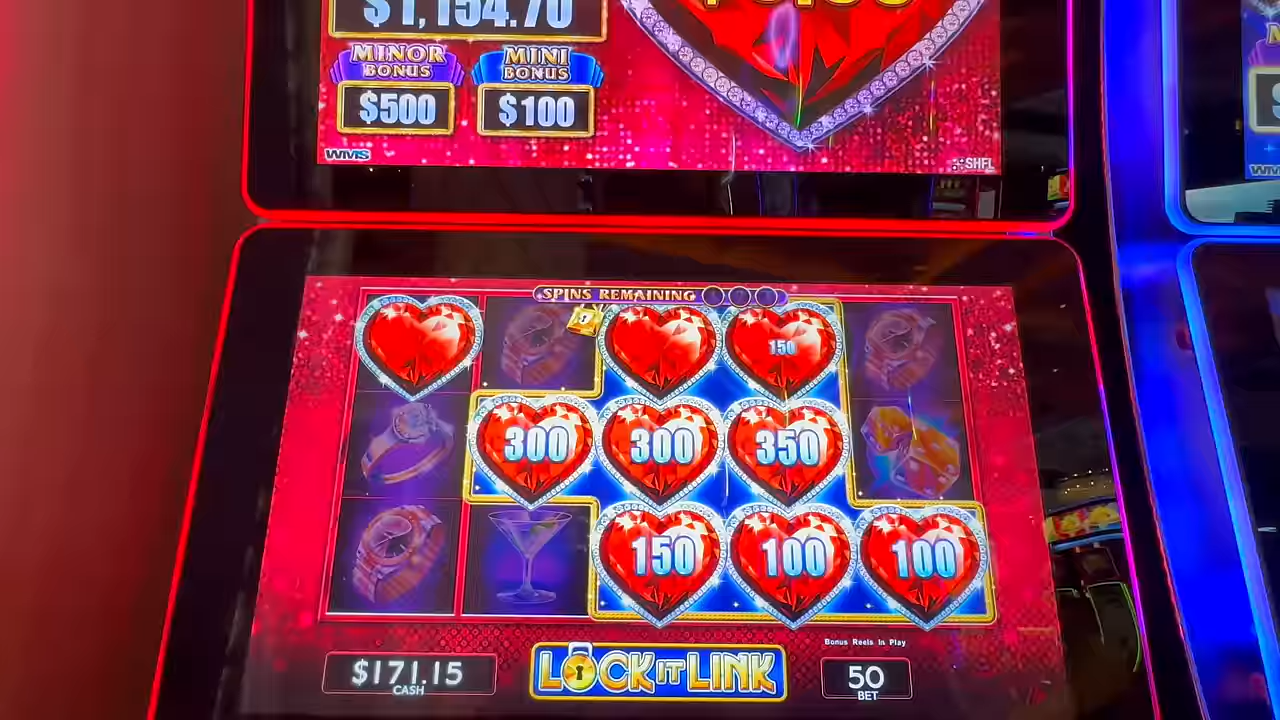 $1,154.70
MINOR
BONUS
MINI
BONUS
$500
$100
WMS
SHFL
SPINS REMAINING
150
300
300
350
150
100
100
Bonus Reels In Play
$171.15
CASH
LOCK IT LINK
50
BET